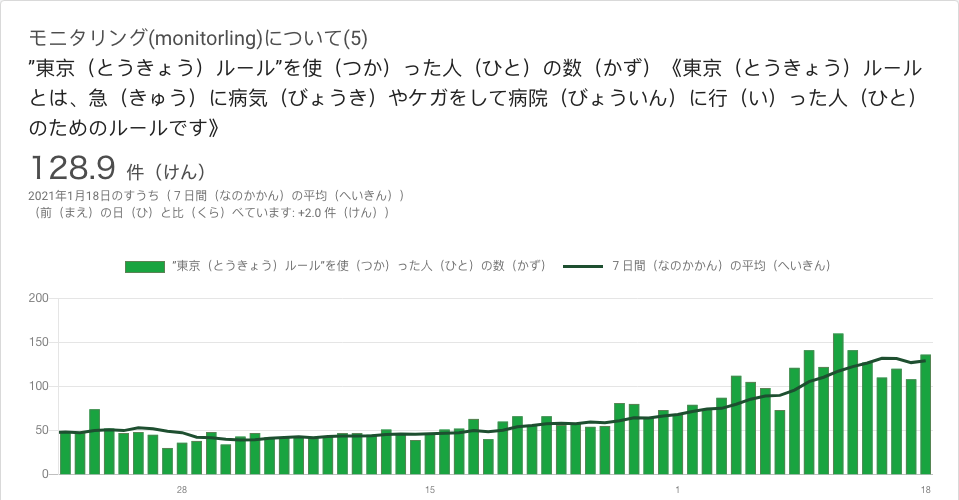 モニタリング(monitorling)について(5)
”東京（とうきょう）ルール”を使（つか）った人（ひと）の数（かず）《東京（とうきょう）ルール
とは、急（きゅう）に病気（びょうき）やケガをして病院（びょういん）に行（い）った人（ひと）
のためのルールです》
128.9 件（けん）
2021年1月18日のすうち（７日間（なのかかん）の平均（へいきん））
（前（まえ）の日（ひ）と比（くら）べています: +2.0 件（けん））
”東京（とうきょう）ルール”を使（つか）った人（ひと）の数（かず） ７日間（なのかかん）の平均（へいきん）
200
150
100
50
0
28 15 1 18